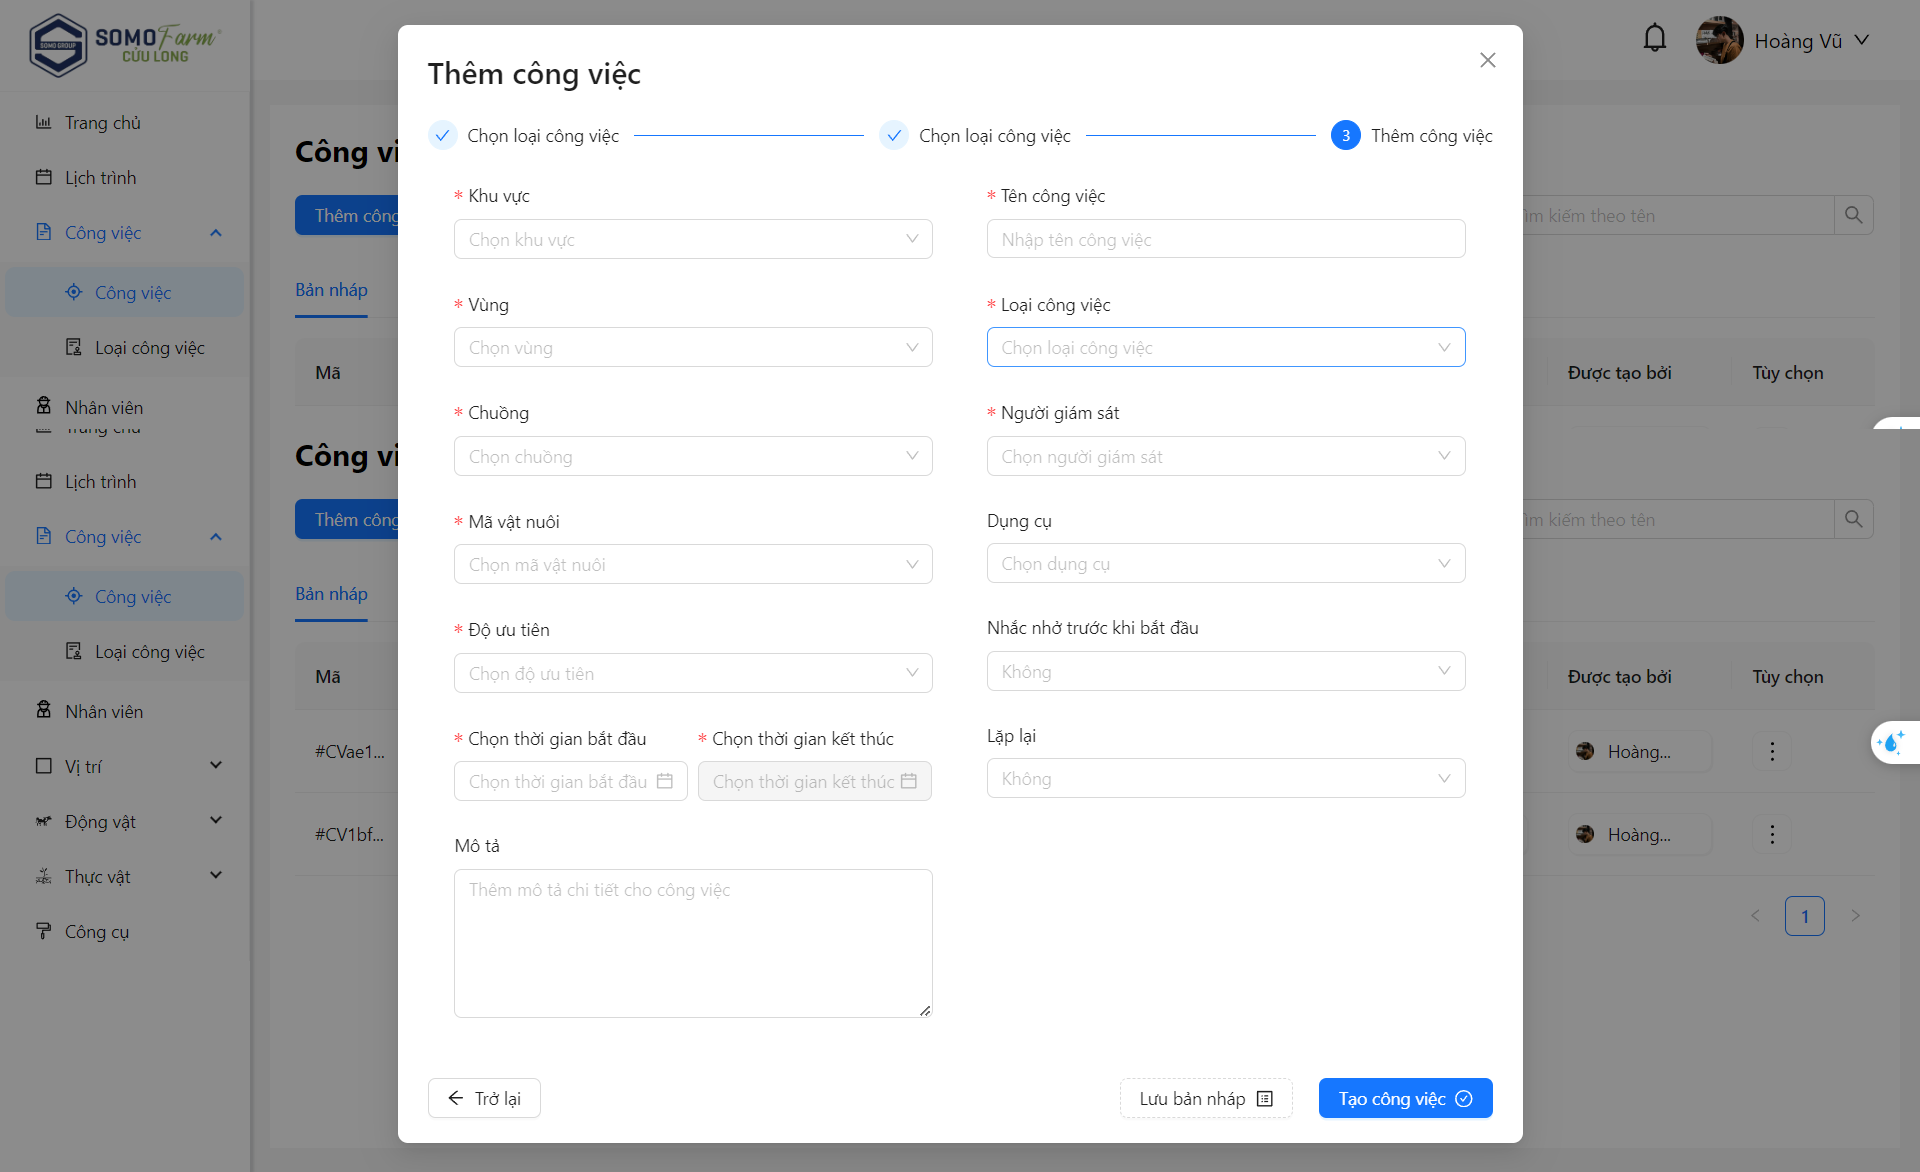 SOMO Farm
CỬU LONG
SOMO GROUP
Hoàng Vũ
Trang chủ
Lịch trình
Công việc
Công việc
Loại công việc
Nhân viên
Lịch trình
Công việc
Công việc
Loại công việc
Nhân viên
Vị trí
Động vật
Thực vật
Công cụ
Công vi
Thêm công
Bản nháp
Mã
Công vi
Thêm công
Bản nháp
Mã
#CVae1...
#CV1bf...
Thêm công việc
Chọn loại công việc
Chọn loại công việc
3 Thêm công việc
* Khu vực
Chọn khu vực
* Tên công việc
Nhập tên công việc
* Vùng
Chọn vùng
* Loại công việc
Chọn loại công việc
* Chuồng
Chọn chuồng
* Người giám sát
Chọn người giám sát
* Mã vật nuôi
Chọn mã vật nuôi
Dụng cụ
Chọn dụng cụ
* Độ ưu tiên
Chọn độ ưu tiên
Nhắc nhở trước khi bắt đầu
Không
* Chọn thời gian bắt đầu
Chọn thời gian bắt đầu
* Chọn thời gian kết thúc
Chọn thời gian kết thúc
Lặp lại
Không
Mô tả
Thêm mô tả chi tiết cho công việc
Trở lại
Lưu bản nháp
Tạo công việc
kiếm theo tên
Được tạo bởi
Tùy chọn
kiếm theo tên
Được tạo bởi
Tùy chọn
Hoàng...
Hoàng...
1